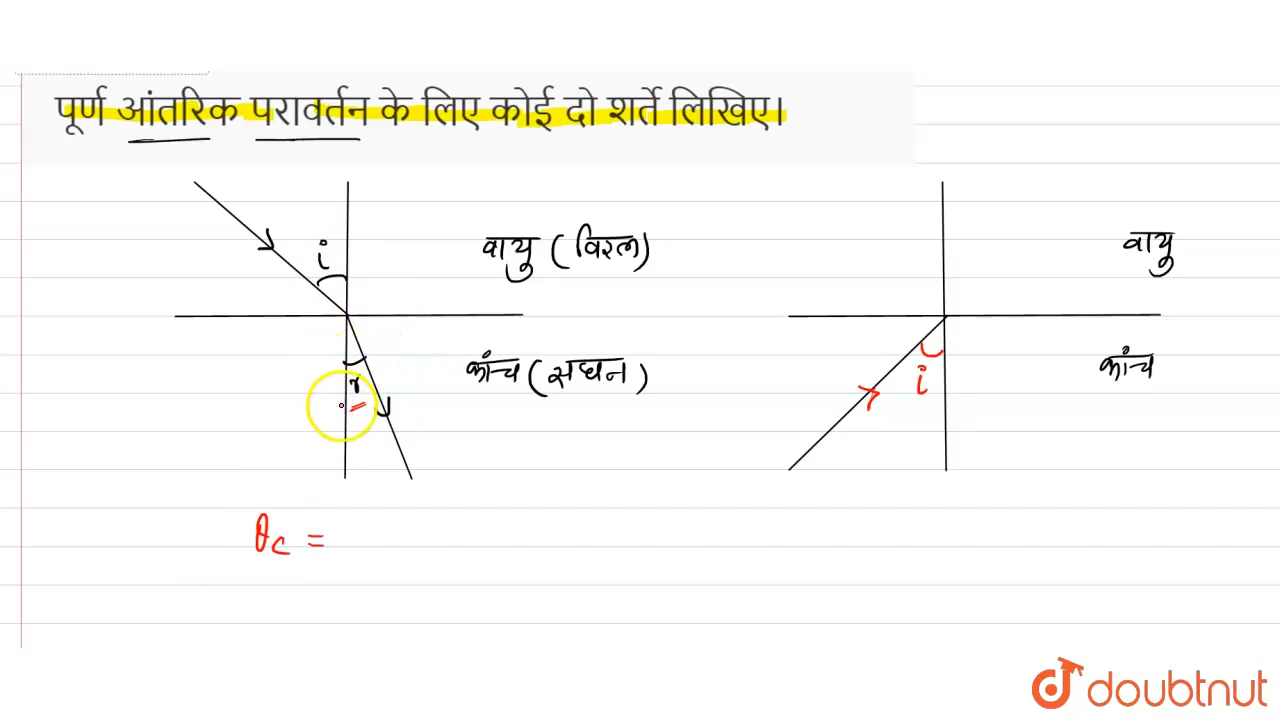 पूर्ण आंतरिक परावर्तन के लिए कोई दो शर्ते लिखिए।
i वायु (विरल) वायु
कांच (सघन) कांच
r i
θc =
doubtnut